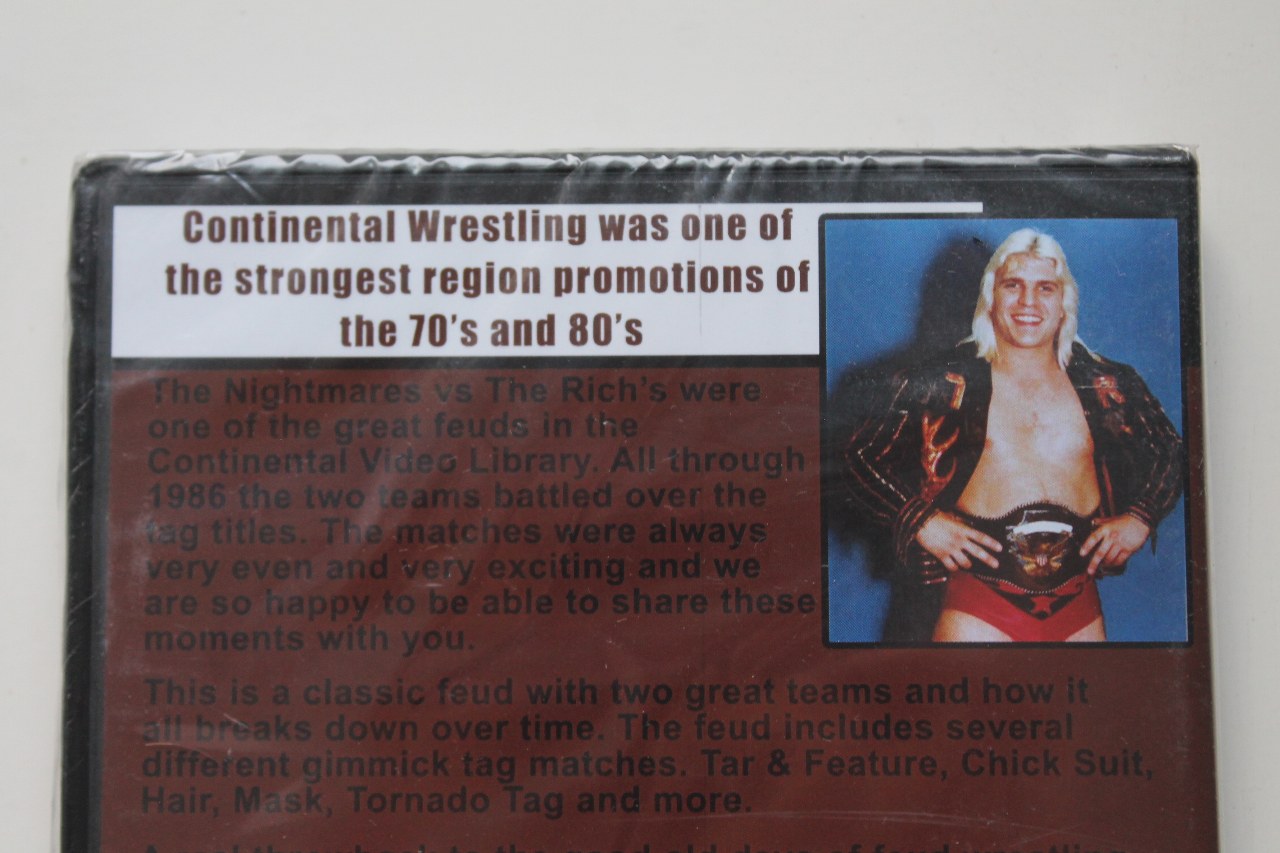 Continental Wrestling was one of
the strongest region promotions of
the 70's and 80's
The Nightmares vs The Rich's were
one of the great feuds in the
Continental Video Library. All through
1986 the two teams battled over the
tag titles. The matches were always
very even and very exciting and we
are so happy to be able to share these
moments with you.
This is a classic feud with two great teams and how it
all breaks down over time. The feud includes several
different gimmick tag matches. Tar & Feature, Chick Suit,
Hair, Mask, Tornado Tag and more.